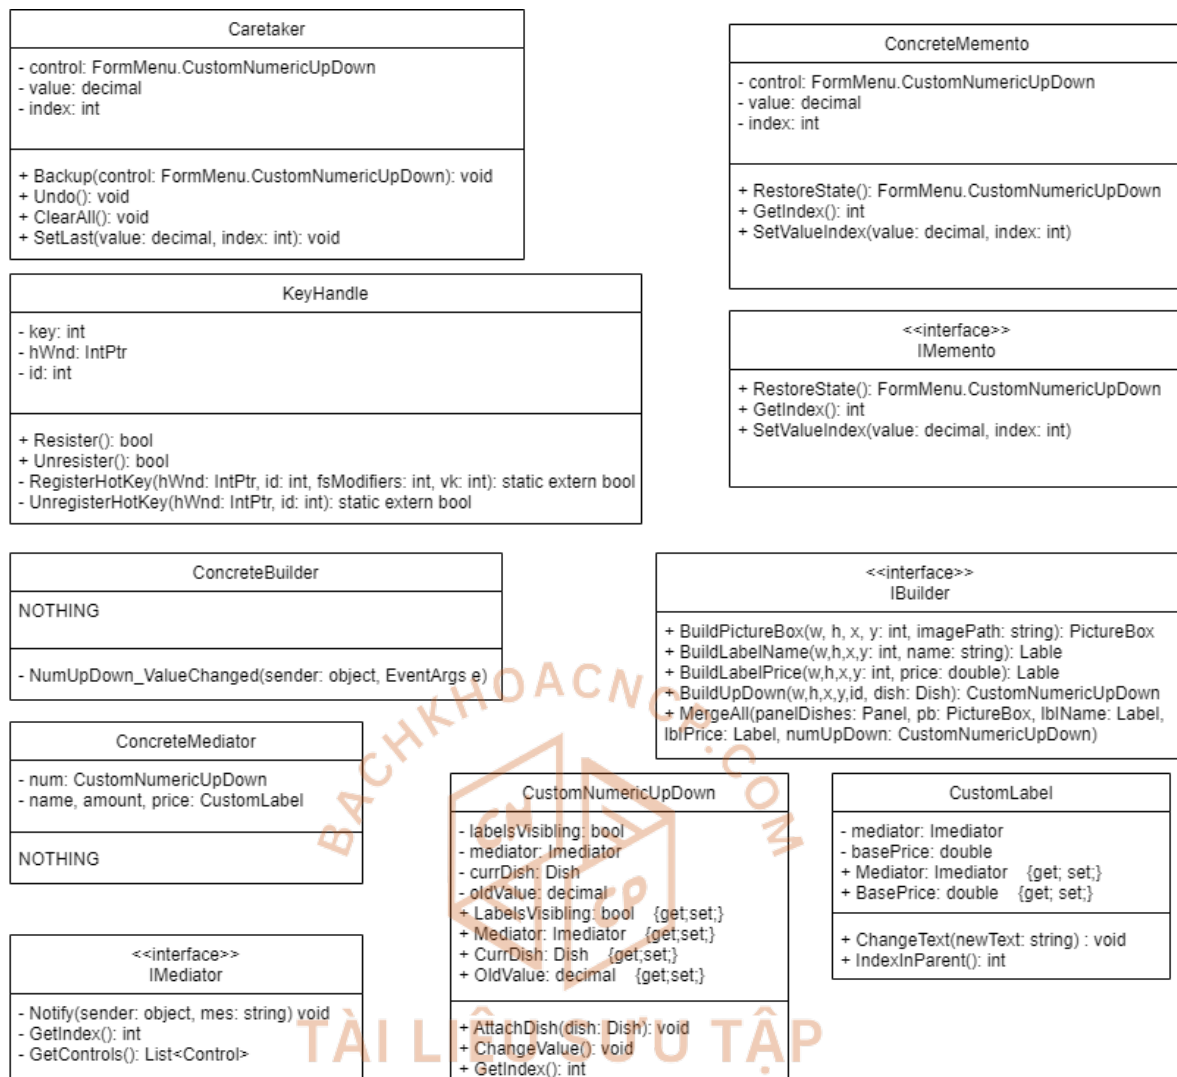 Caretaker
- control: FormMenu.CustomNumericUpDown
- value: decimal
- index: int
+ Backup(control: FormMenu.CustomNumericUpDown): void
+ Undo(): void
+ ClearAll(): void
+ SetLast(value: decimal, index: int): void
ConcreteMemento
- control: FormMenu.CustomNumericUpDown
- value: decimal
- index: int
+ RestoreState(): FormMenu.CustomNumericUpDown
+ GetIndex(): int
+ SetValueIndex(value: decimal, index: int)
KeyHandle
- key: int
- hWnd: IntPtr
- id: int
+ Resister(): bool
+ Unresister(): bool
- RegisterHotKey(hWnd: IntPtr, id: int, fsModifiers: int, vk: int): static extern bool
- UnregisterHotKey(hWnd: IntPtr, id: int): static extern bool
<<interface>>
IMemento
+ RestoreState(): FormMenu.CustomNumericUpDown
+ GetIndex(): int
+ SetValueIndex(value: decimal, index: int)
ConcreteBuilder
NOTHING
- NumUpDown_ValueChanged(sender: object, EventArgs e)
<<interface>>
IBuilder
+ BuildPictureBox(w, h, x, y: int, imagePath: string): PictureBox
+ BuildLabelName(w,h,x,y: int, name: string): Lable
+ BuildLabelPrice(w,h,x,y: int, price: double): Lable
+ BuildUpDown(w,h,x,y,id, dish: Dish): CustomNumericUpDown
+ MergeAll(panelDishes: Panel, pb: PictureBox, lblName: Label,
lblPrice: Label, numUpDown: CustomNumericUpDown)
ConcreteMediator
- num: CustomNumericUpDown
- name, amount, price: CustomLabel
NOTHING
CustomNumericUpDown
- labelsVisibling: bool
- mediator: Imediator
- currDish: Dish
- oldValue: decimal
+ LabelsVisibling: bool {get;set;}
+ Mediator: Imediator {get;set;}
+ CurrDish: Dish {get;set;}
+ OldValue: decimal {get;set;}
+ AttachDish(dish: Dish): void
+ ChangeValue(): void
+ GetIndex(): int
CustomLabel
- mediator: Imediator
- basePrice: double
+ Mediator: Imediator {get; set;}
+ BasePrice: double {get; set;}
+ ChangeText(newText: string) : void
+ IndexInParent(): int
<<interface>>
IMediator
- Notify(sender: object, mes: string) void
- GetIndex(): int
- GetControls(): List<Control>
BACHKHOACNCP.COM
CN
CP
TÀI LIỆU SƯU TẬP